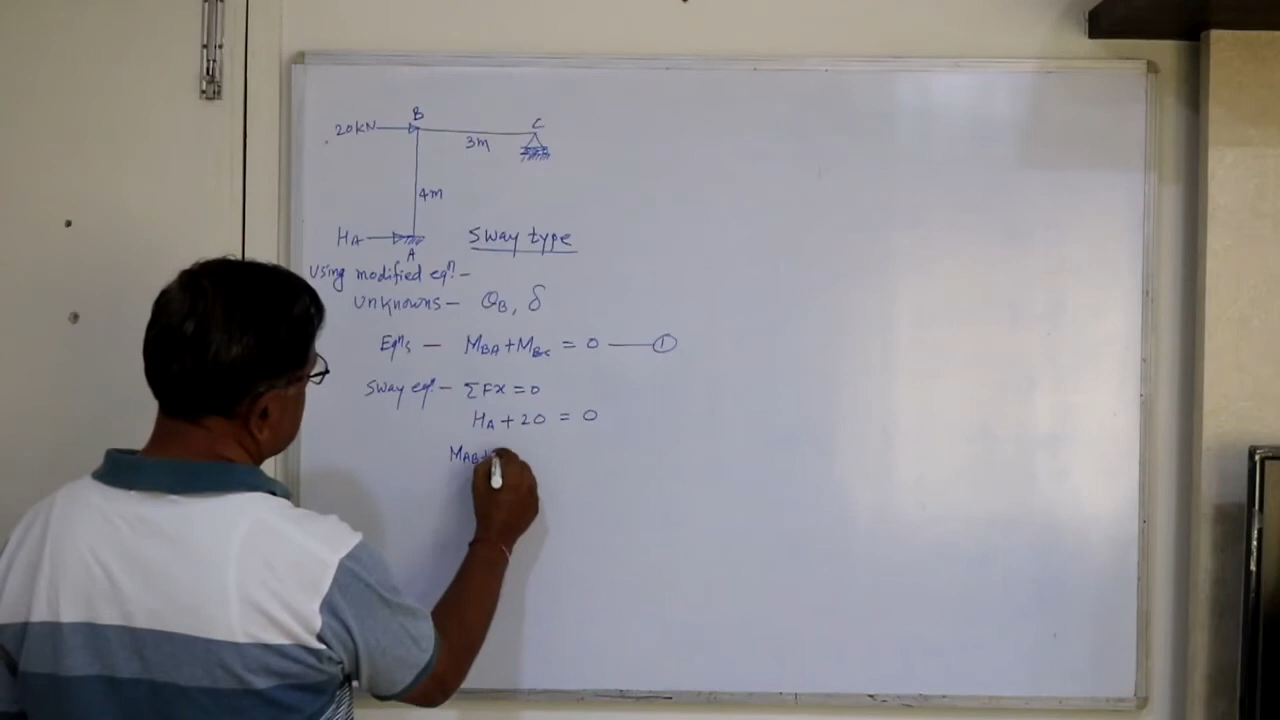 B
20KN
C
3m
4m
HA
A
Sway type
Using modified eqn. -
Unknowns - θB, δ
Eqns - MBA + MBC = 0 —— ①
Sway eqn. - ΣFx = 0
HA + 20 = 0
MAB +